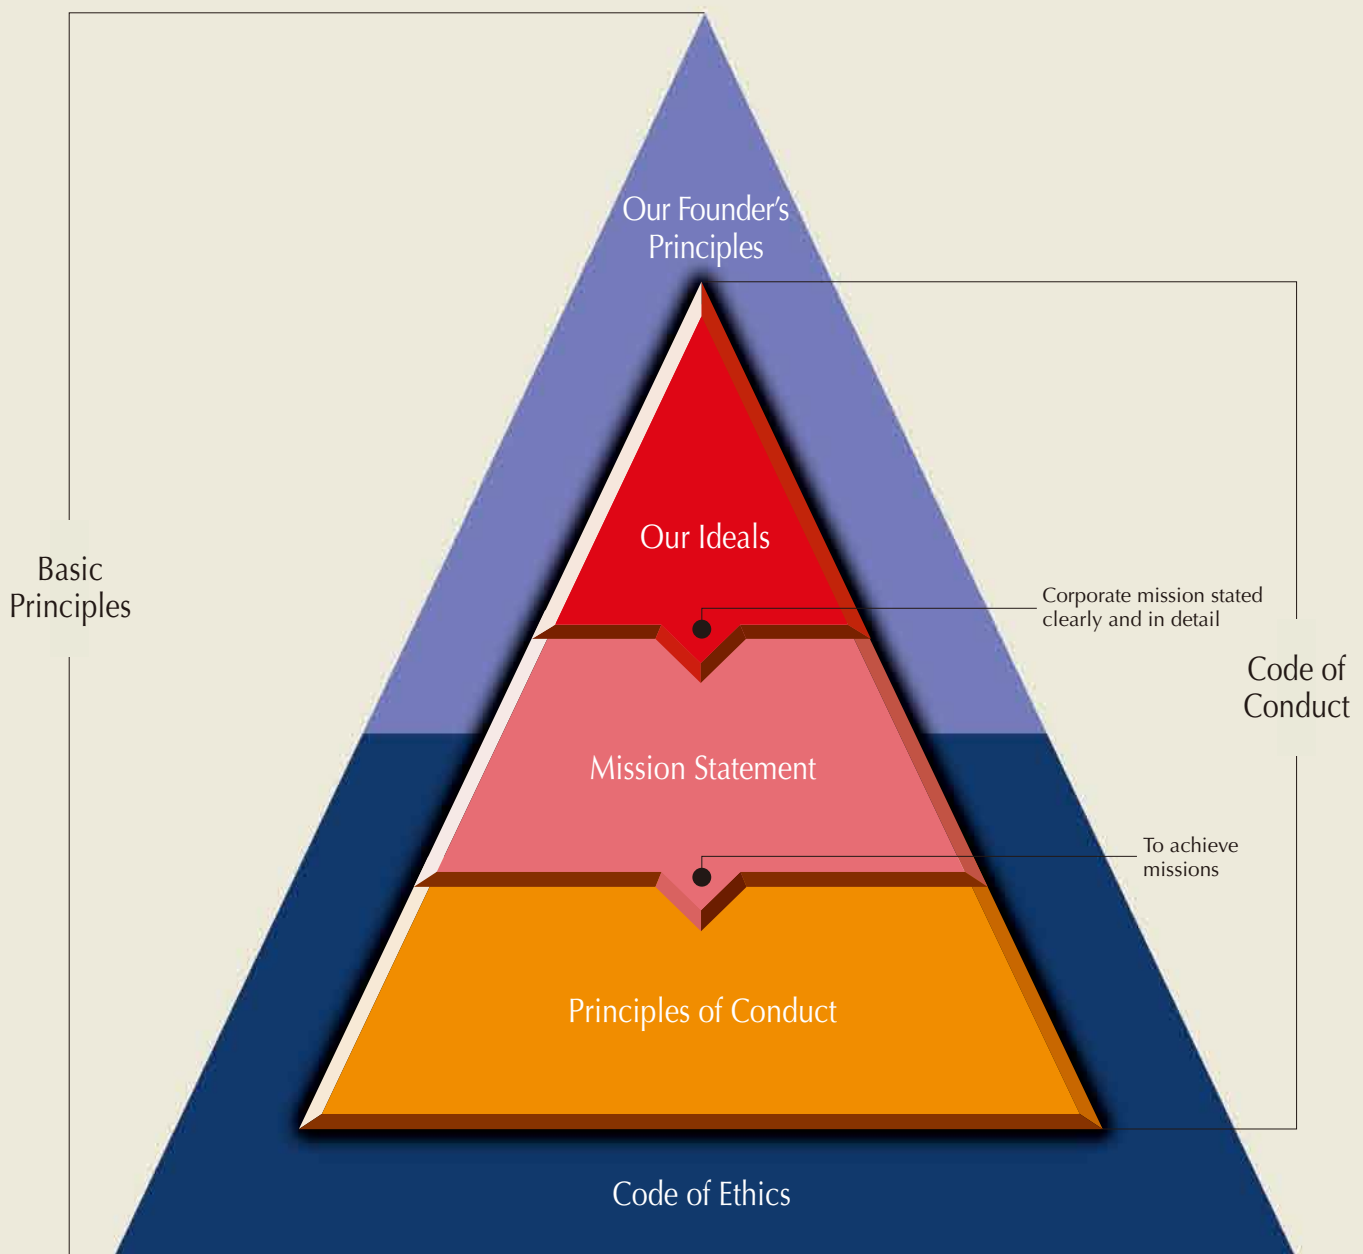 Our Founder’s
Principles
Our Ideals
Basic
Principles
Corporate mission stated
clearly and in detail
Code of
Conduct
Mission Statement
To achieve
missions
Principles of Conduct
Code of Ethics